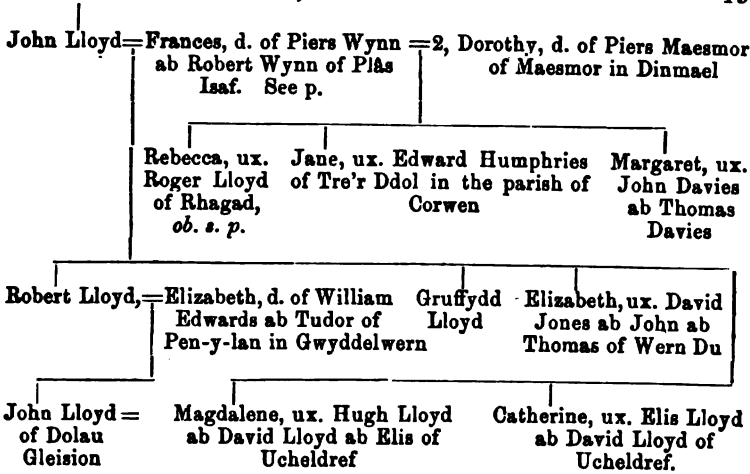 John Lloyd=Frances, d. of Piers Wynn =2, Dorothy, d. of Piers Maesmor
ab Robert Wynn of Plâs of Maesmor in Dinmael
Isaf. See p.
Rebecca, ux. Jane, ux. Edward Humphries Margaret, ux.
Roger Lloyd of Tre'r Ddol in the parish of John Davies
of Rhagad, Corwen ab Thomas
ob. s. p. Davies
Robert Lloyd,=Elizabeth, d. of William Gruffydd Elizabeth, ux. David
Edwards ab Tudor of Lloyd Jones ab John ab
Pen-y-lan in Gwyddelwern Thomas of Wern Du
John Lloyd= Magdalene, ux. Hugh Lloyd Catherine, ux. Elis Lloyd
of Dolau ab David Lloyd ab Elis of ab David Lloyd of
Gleision Ucheldref Ucheldref.